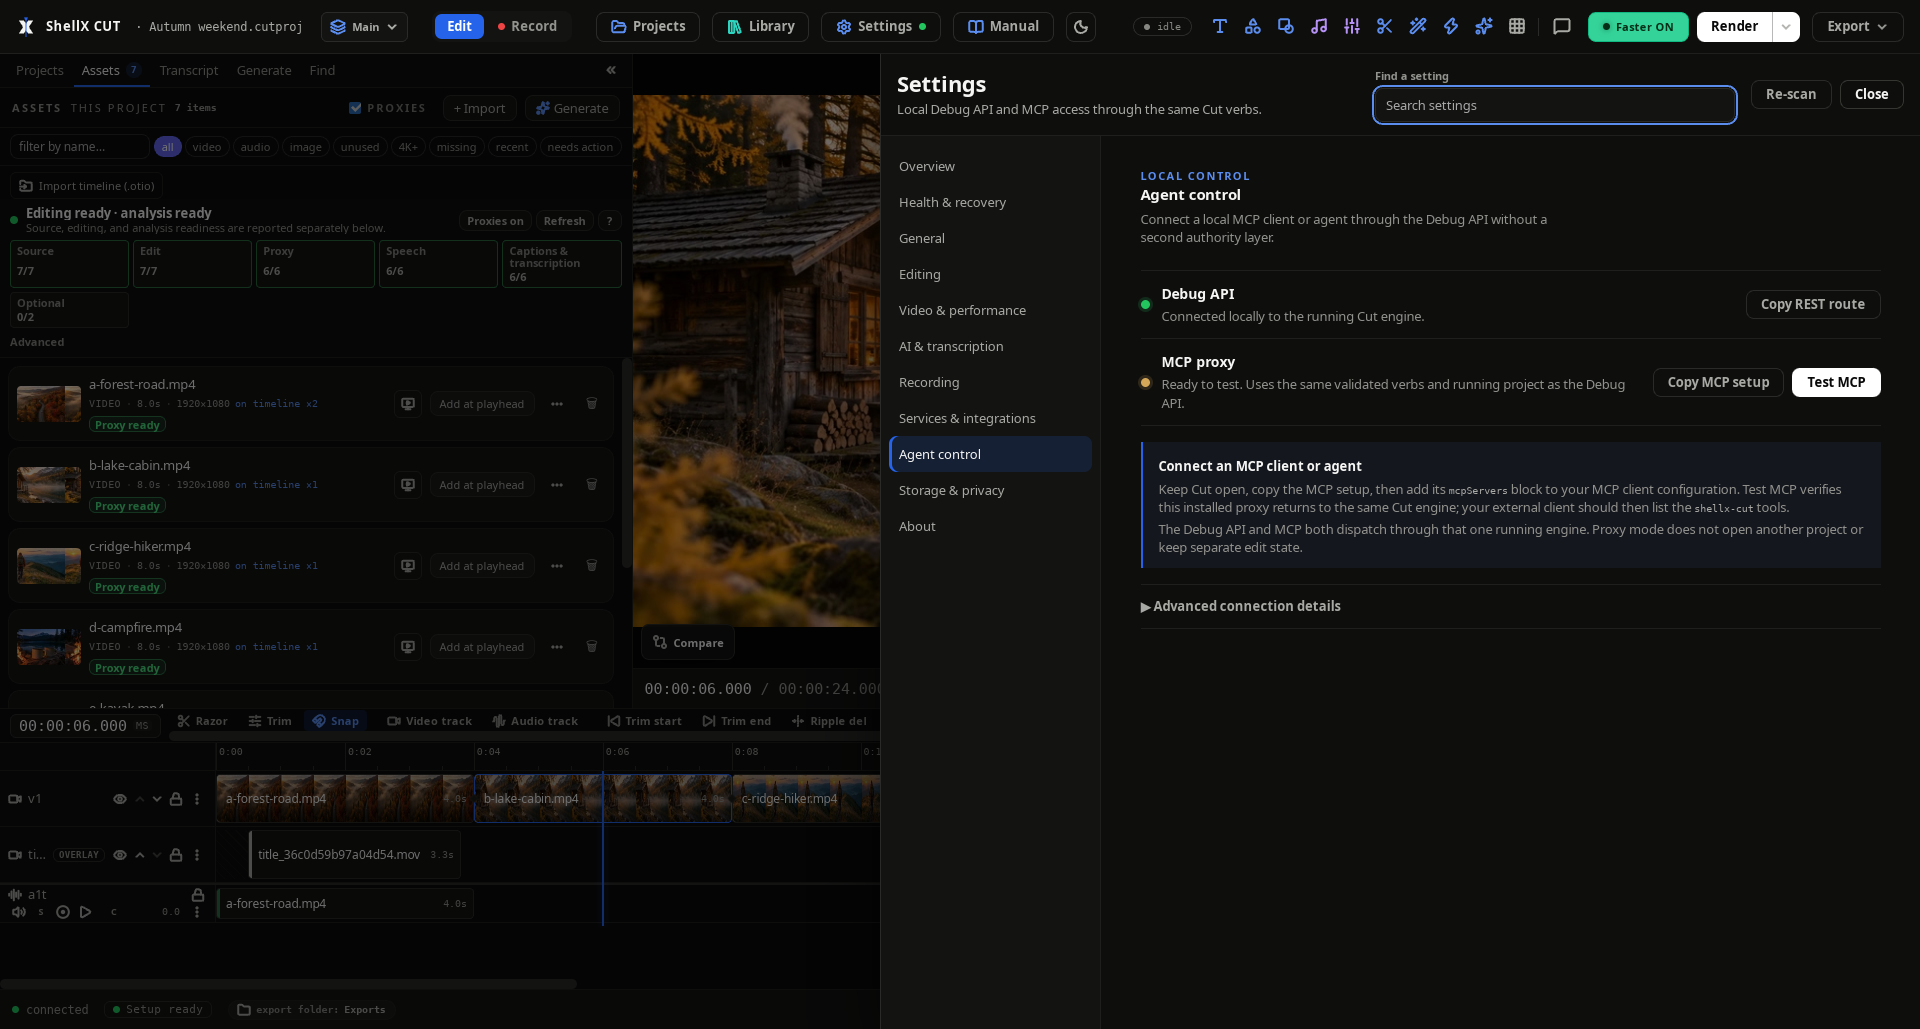 ShellX CUT · Autumn weekend.cutproj Main Edit Record Projects Library Settings Manual idle Faster ON Render Export
Projects Assets 7 Transcript Generate Find
ASSETS THIS PROJECT 7 items PROXIES + Import Generate
filter by name... all video audio image unused 4K+ missing recent needs action
Import timeline (.otio)
Editing ready · analysis ready
Source, editing, and analysis readiness are reported separately below.
Proxies on Refresh ?
Source 7/7
Edit 7/7
Proxy 6/6
Speech 6/6
Captions & transcription 6/6
Optional 0/2
Advanced
a-forest-road.mp4
VIDEO · 8.0s · 1920x1080 on timeline x2
Proxy ready
Add at playhead
b-lake-cabin.mp4
VIDEO · 8.0s · 1920x1080 on timeline x1
Proxy ready
Add at playhead
c-ridge-hiker.mp4
VIDEO · 8.0s · 1920x1080 on timeline x1
Proxy ready
Add at playhead
d-campfire.mp4
VIDEO · 8.0s · 1920x1080 on timeline x1
Proxy ready
Add at playhead
e-kayak.mp4
Compare
00:00:06.000 / 00:00:24.000
00:00:06.000 MS Razor Trim Snap Video track Audio track Trim start Trim end Ripple del
0:00 0:02 0:04 0:06 0:08
v1 a-forest-road.mp4 4.0s b-lake-cabin.mp4 4.0s c-ridge-hiker.mp4
ti... OVERLAY title_36c0d59b97a04d54.mov 3.3s
a1t
s c 0.0
a-forest-road.mp4 4.0s
connected Setup ready export folder: Exports
Settings
Local Debug API and MCP access through the same Cut verbs.
Find a setting
Search settings
Re-scan Close
Overview
Health & recovery
General
Editing
Video & performance
AI & transcription
Recording
Services & integrations
Agent control
Storage & privacy
About
LOCAL CONTROL
Agent control
Connect a local MCP client or agent through the Debug API without a
second authority layer.
Debug API
Connected locally to the running Cut engine.
Copy REST route
MCP proxy
Ready to test. Uses the same validated verbs and running project as the Debug
API.
Copy MCP setup Test MCP
Connect an MCP client or agent
Keep Cut open, copy the MCP setup, then add its mcpServers block to your MCP client configuration. Test MCP verifies
this installed proxy returns to the same Cut engine; your external client should then list the shellx-cut tools.
The Debug API and MCP both dispatch through that one running engine. Proxy mode does not open another project or
keep separate edit state.
▶ Advanced connection details